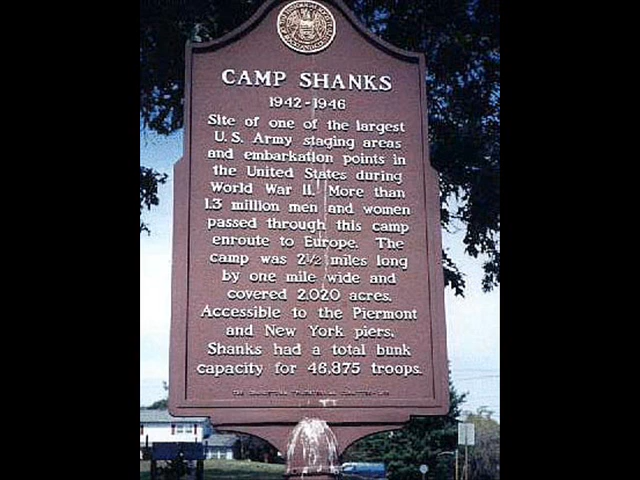 CAMP SHANKS
1942-1946
Site of one of the largest
U.S. Army staging areas
and embarkation points in
the United States during
World War II. More than
1.3 million men and women
passed through this camp
enroute to Europe. The
camp was 2½ miles long
by one mile wide and
covered 2,020 acres.
Accessible to the Piermont
and New York piers.
Shanks had a total bunk
capacity for 46,875 troops.